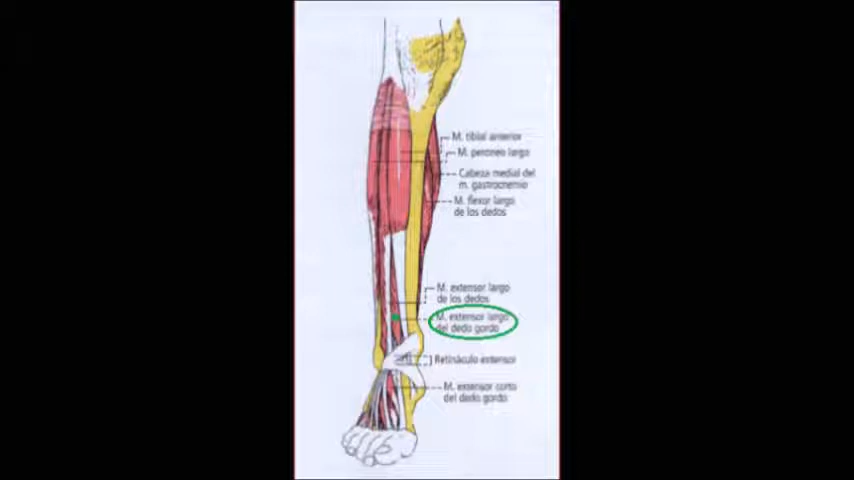 M. tibial anterior
M. peroneo largo
Cabeza medial del
m. gastrocnemio
M. flexor largo
de los dedos
M. extensor largo
de los dedos
M. extensor largo
del dedo gordo
Retináculo extensor
M. extensor corto
del dedo gordo